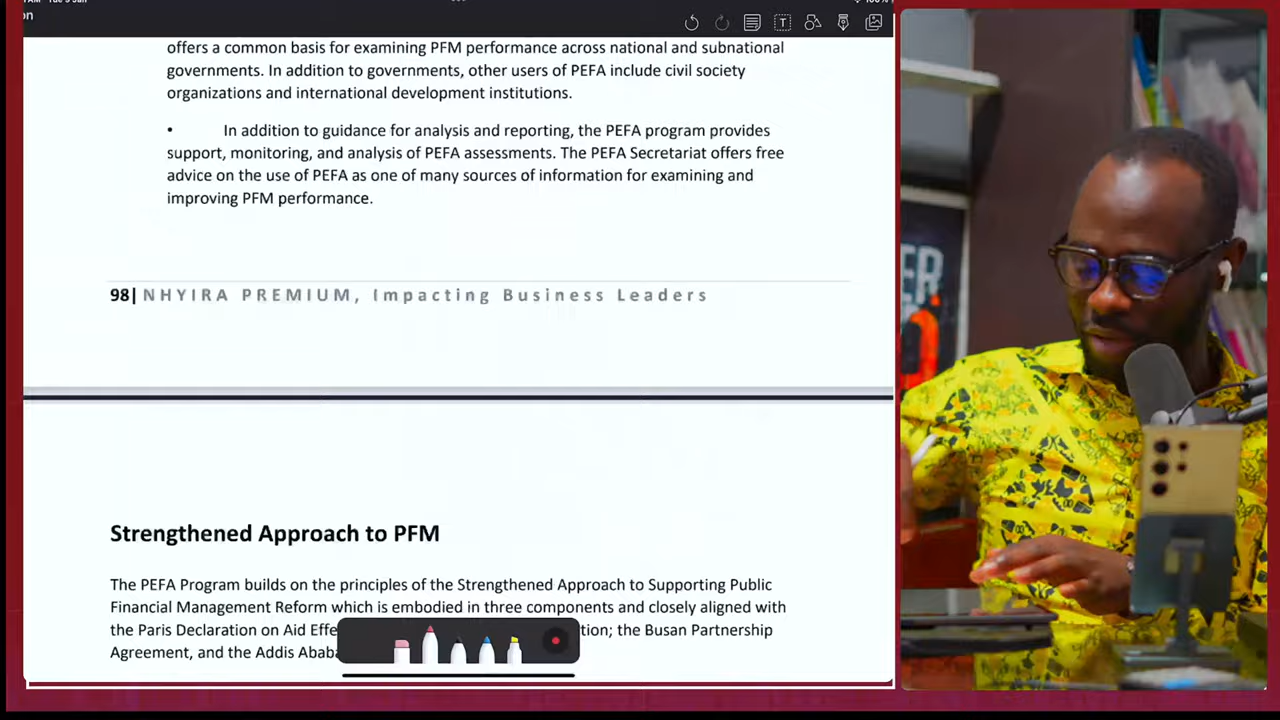 on
offers a common basis for examining PFM performance across national and subnational
governments. In addition to governments, other users of PEFA include civil society
organizations and international development institutions.
• In addition to guidance for analysis and reporting, the PEFA program provides
support, monitoring, and analysis of PEFA assessments. The PEFA Secretariat offers free
advice on the use of PEFA as one of many sources of information for examining and
improving PFM performance.
98| NHYIRA PREMIUM, Impacting Business Leaders
Strengthened Approach to PFM
The PEFA Program builds on the principles of the Strengthened Approach to Supporting Public
Financial Management Reform which is embodied in three components and closely aligned with
the Paris Declaration on Aid Effe tion; the Busan Partnership
Agreement, and the Addis Abab
ER